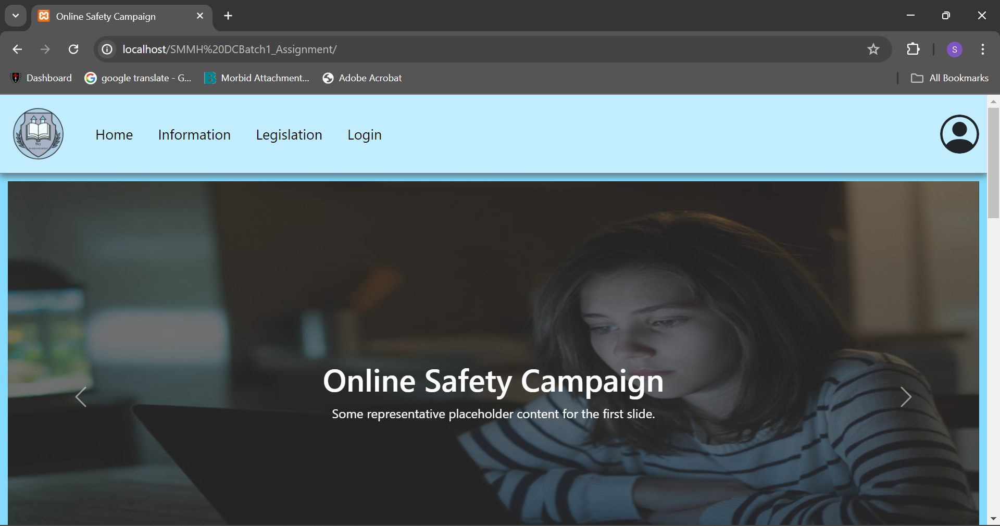 Online Safety Campaign
localhost/SMMH%20DCBatch1_Assignment/
S
Dashboard
google translate - G...
Morbid Attachment...
Adobe Acrobat
All Bookmarks
Sky
Home
Information
Legislation
Login
Online Safety Campaign
Some representative placeholder content for the first slide.